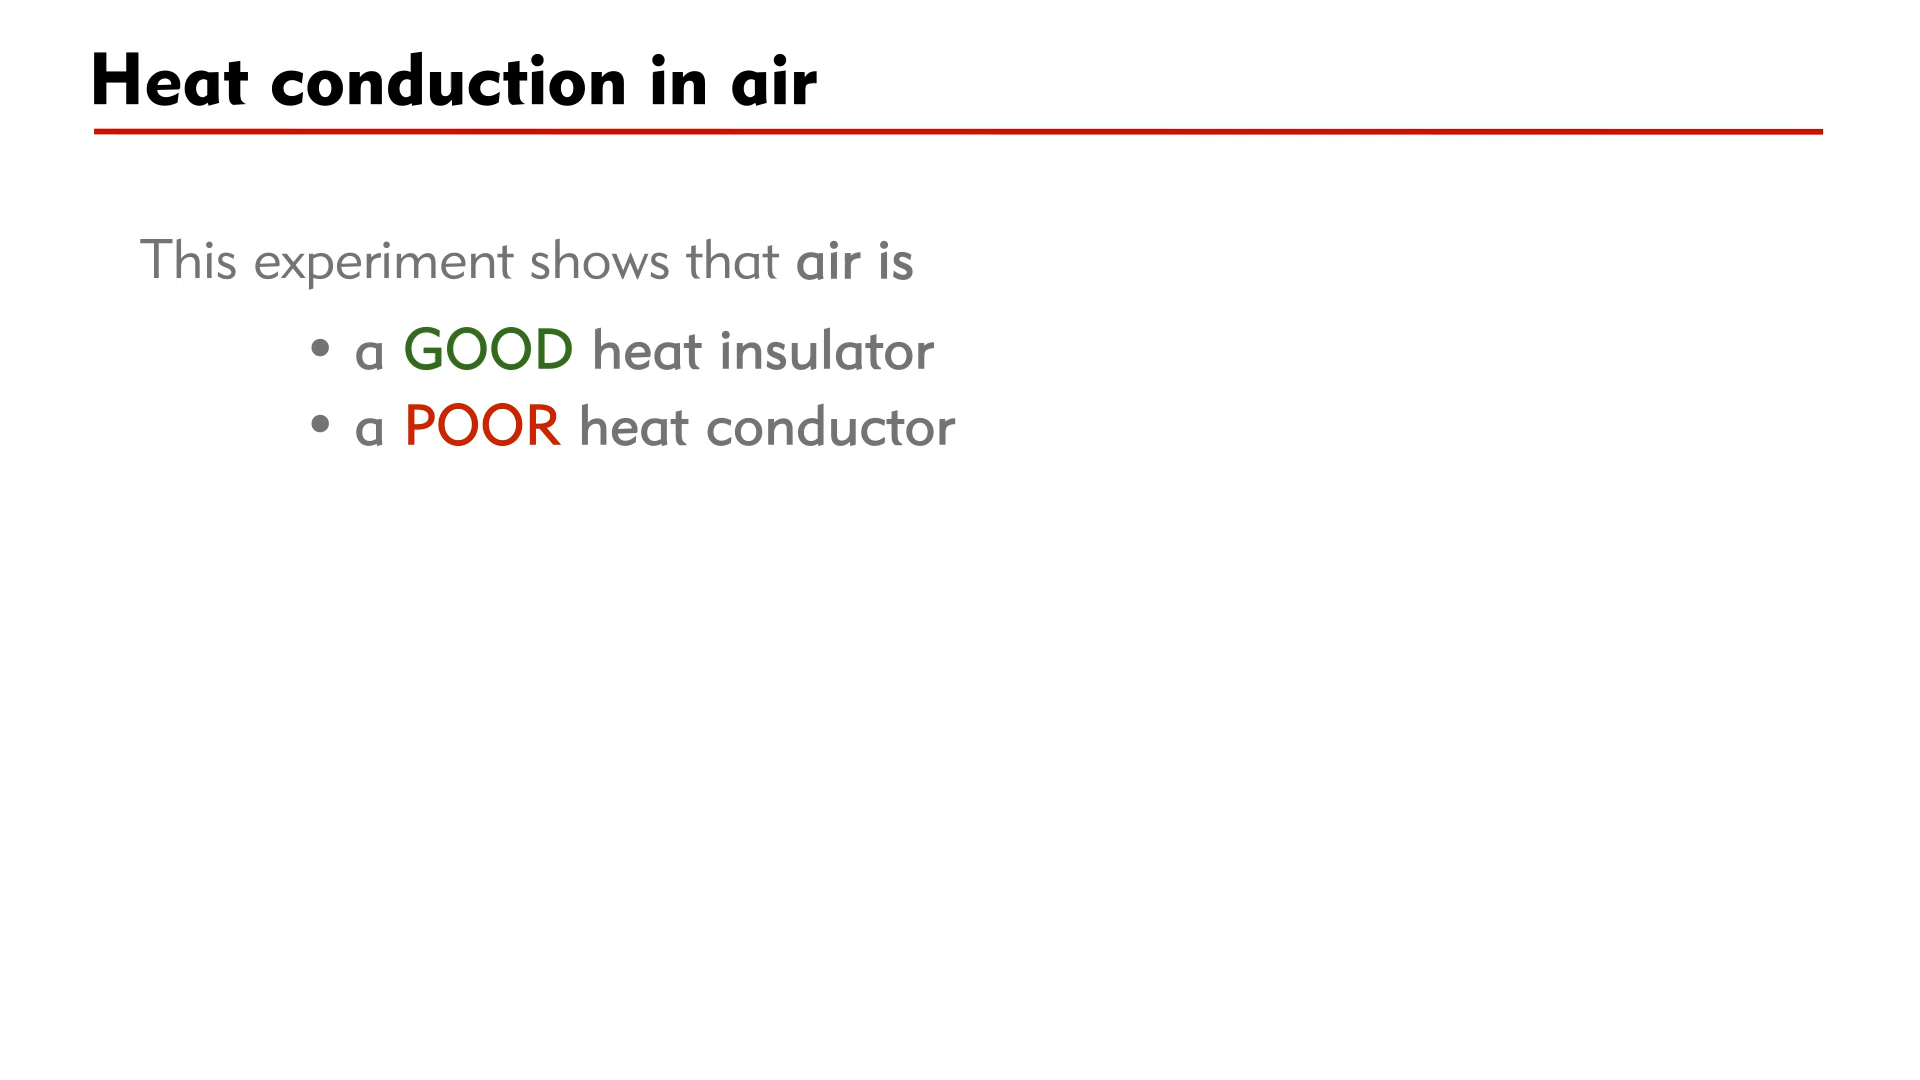 Heat conduction in air
This experiment shows that air is
• a GOOD heat insulator
• a POOR heat conductor